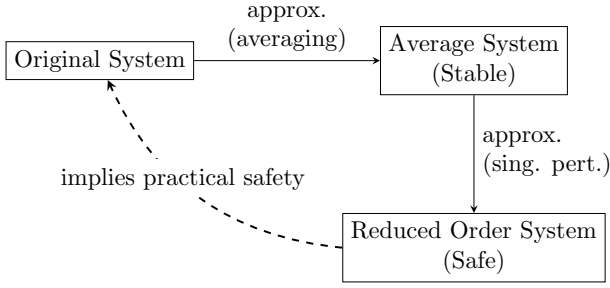 approx.
(averaging)
Original System
Average System
(Stable)
approx.
(sing. pert.)
implies practical safety
Reduced Order System
(Safe)